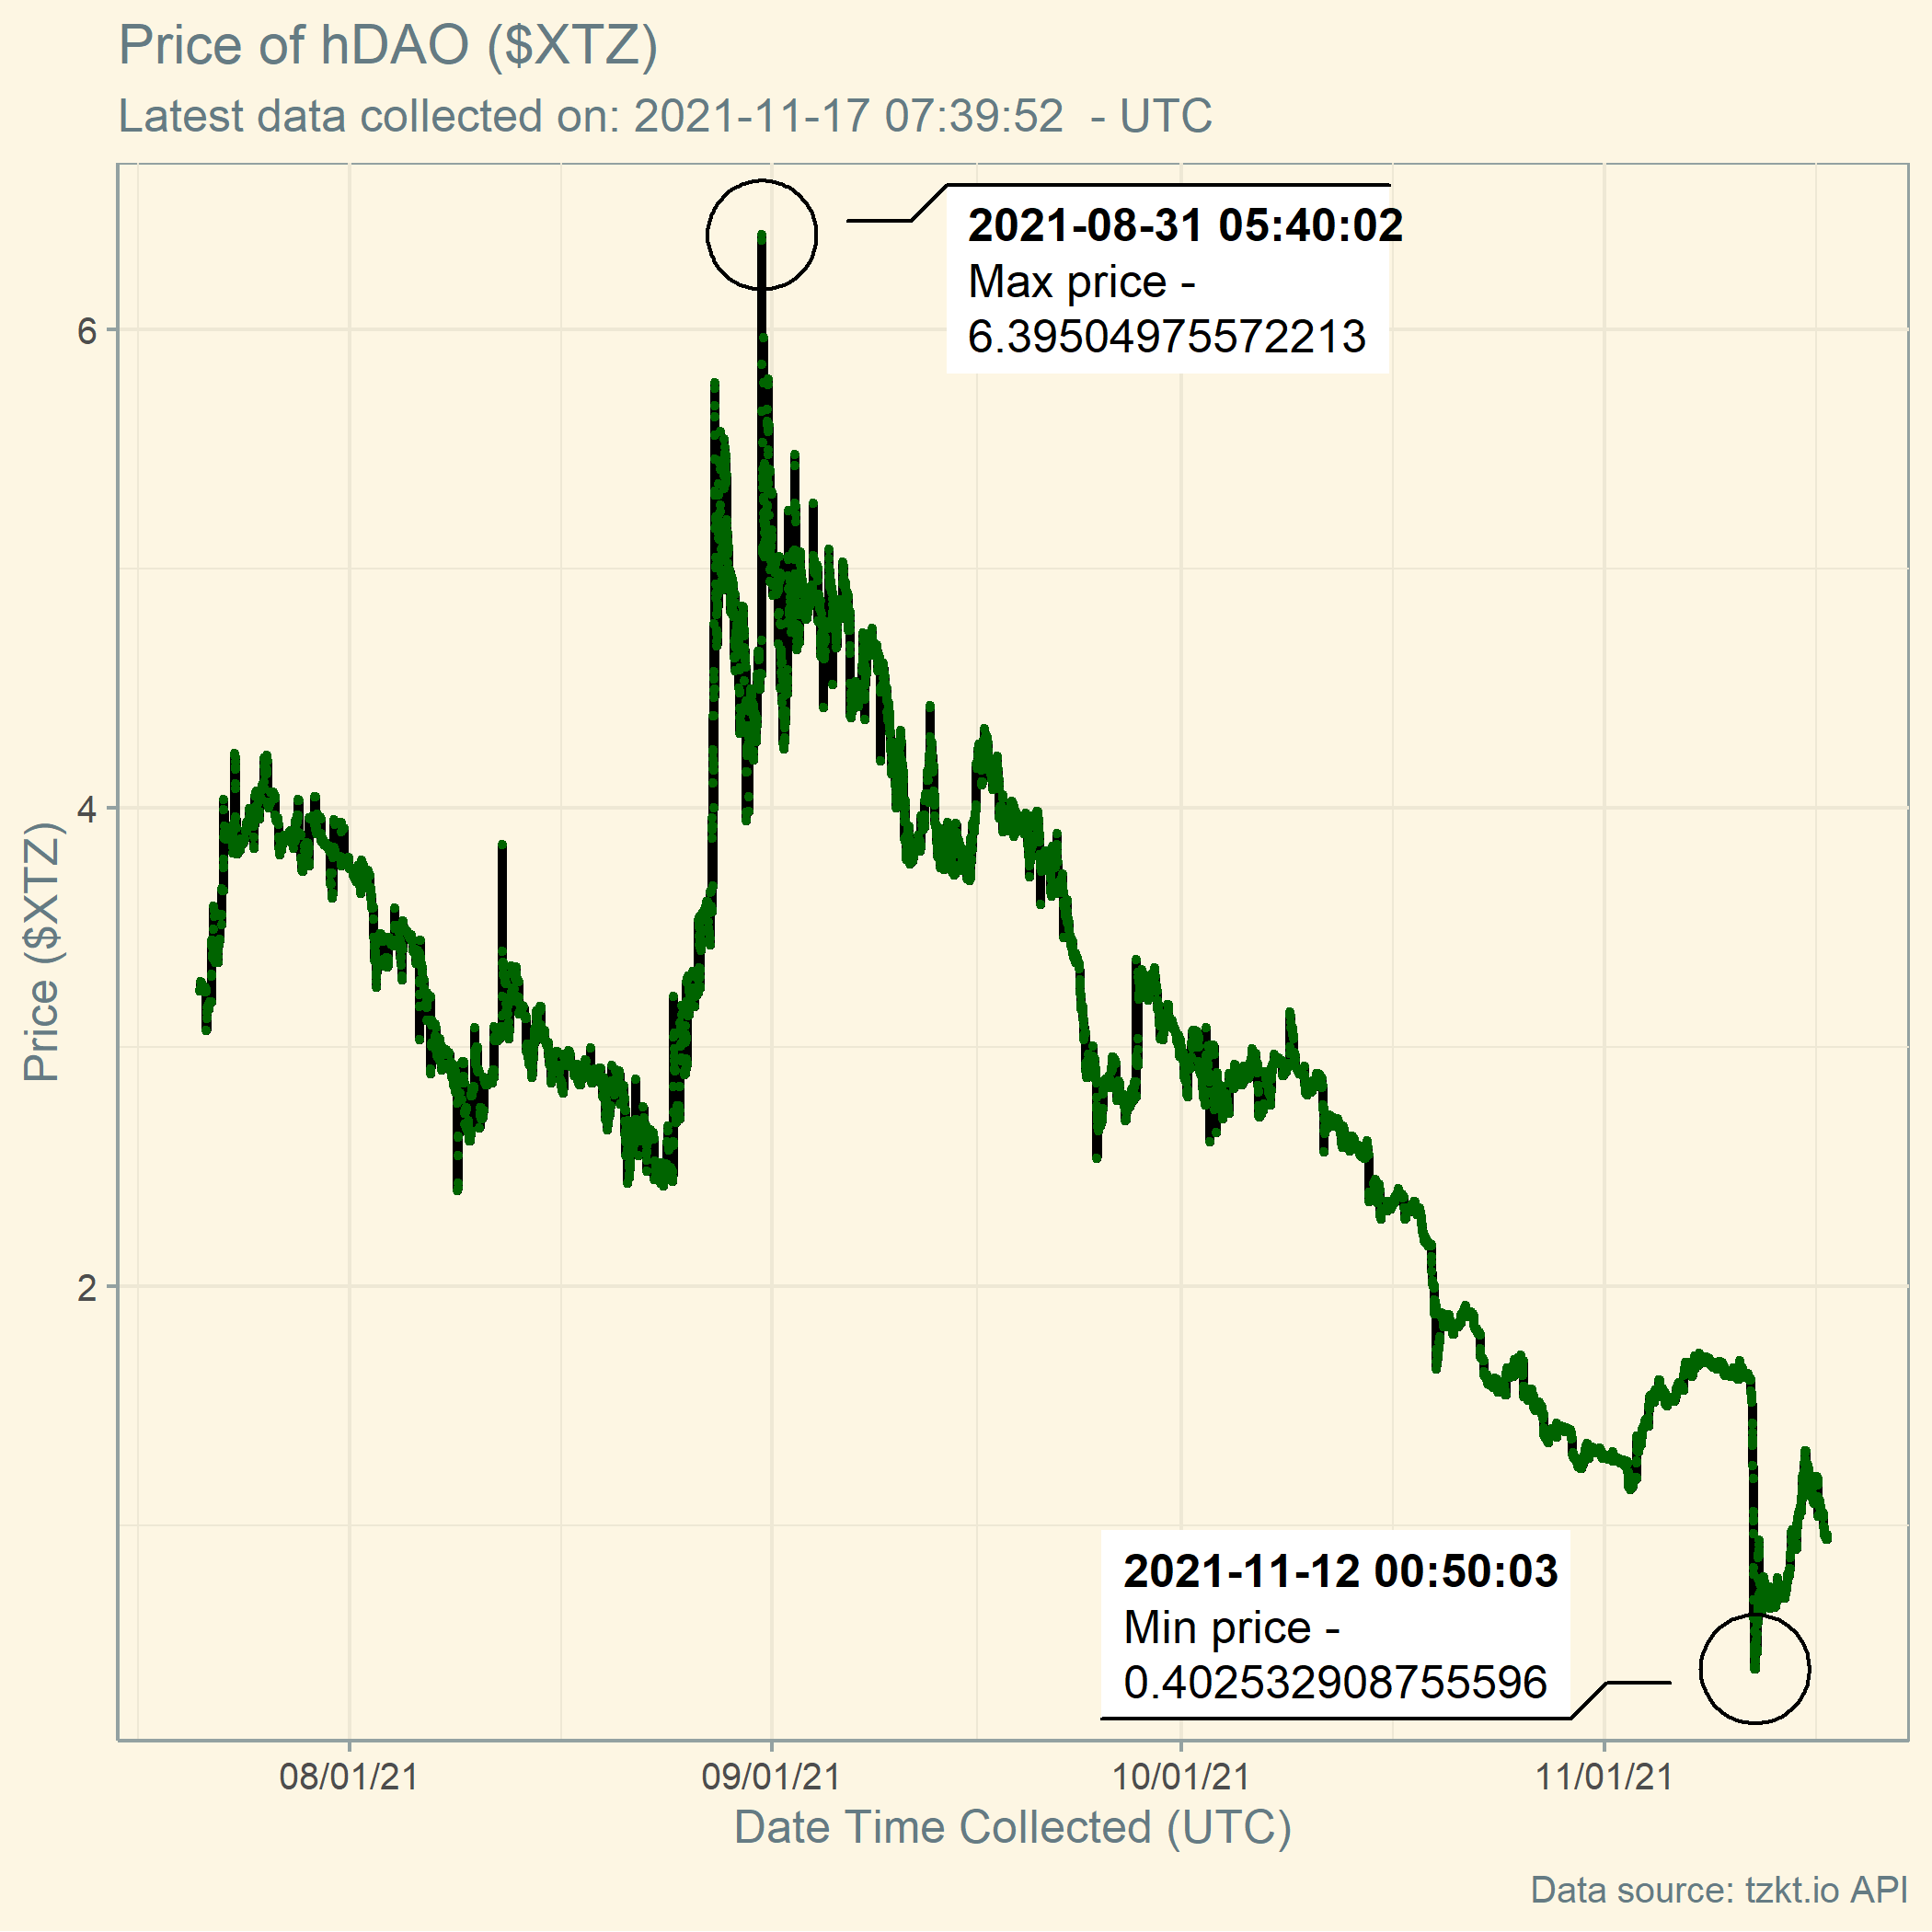 Price of hDAO ($XTZ)
Latest data collected on: 2021-11-17 07:39:52  - UTC
2021-08-31 05:40:02
Max price -
6.39504975572213
6
4
2
Price ($XTZ)
2021-11-12 00:50:03
Min price -
0.402532908755596
08/01/21
09/01/21
10/01/21
11/01/21
Date Time Collected (UTC)
Data source: tzkt.io API